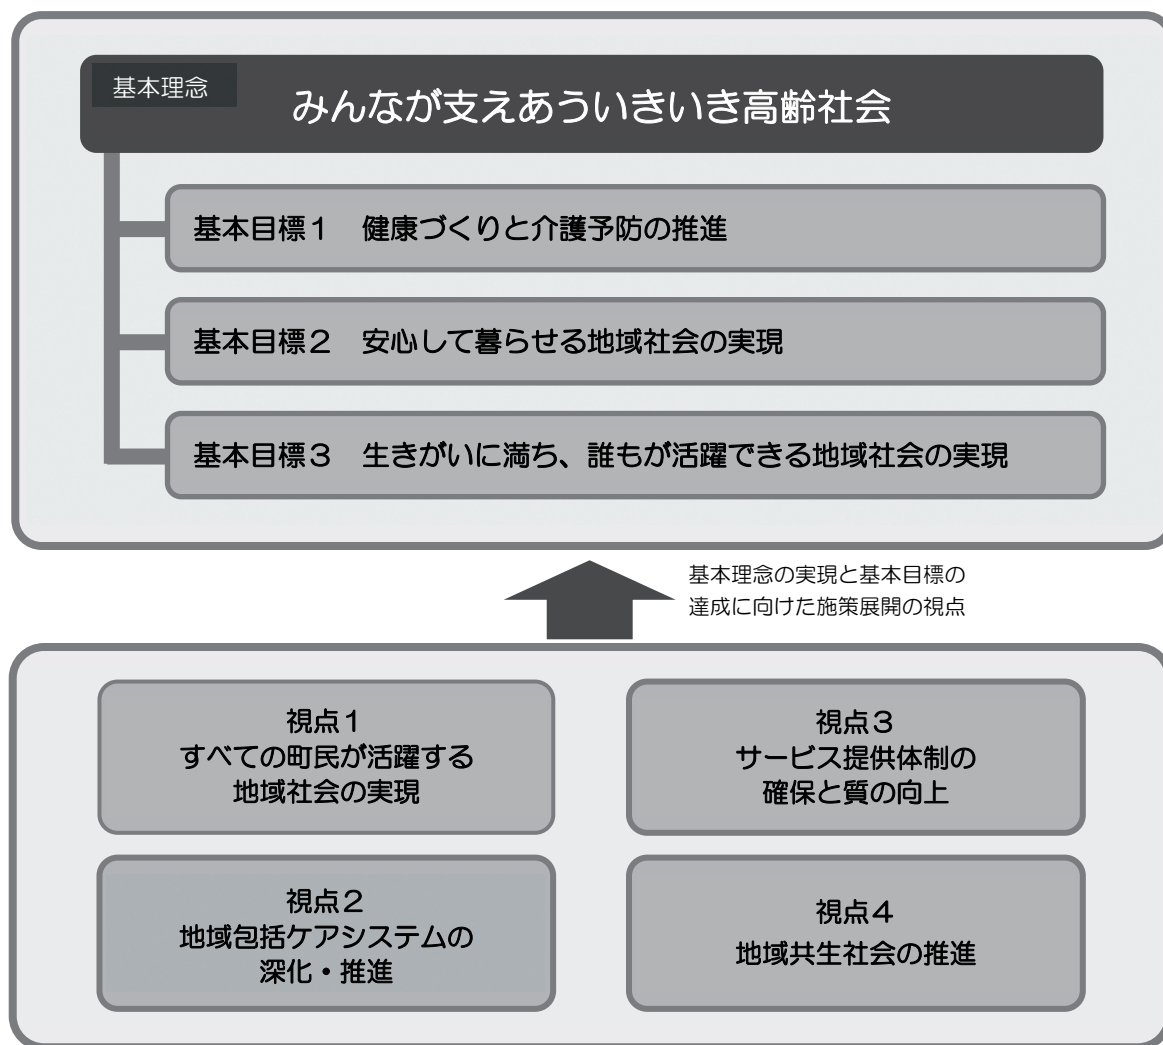 基本理念
みんなが支えあういきいき高齢社会
基本目標１　健康づくりと介護予防の推進
基本目標２　安心して暮らせる地域社会の実現
基本目標３　生きがいに満ち、誰もが活躍できる地域社会の実現
基本理念の実現と基本目標の
達成に向けた施策展開の視点
視点１
すべての町民が活躍する
地域社会の実現
視点２
地域包括ケアシステムの
深化・推進
視点３
サービス提供体制の
確保と質の向上
視点４
地域共生社会の推進